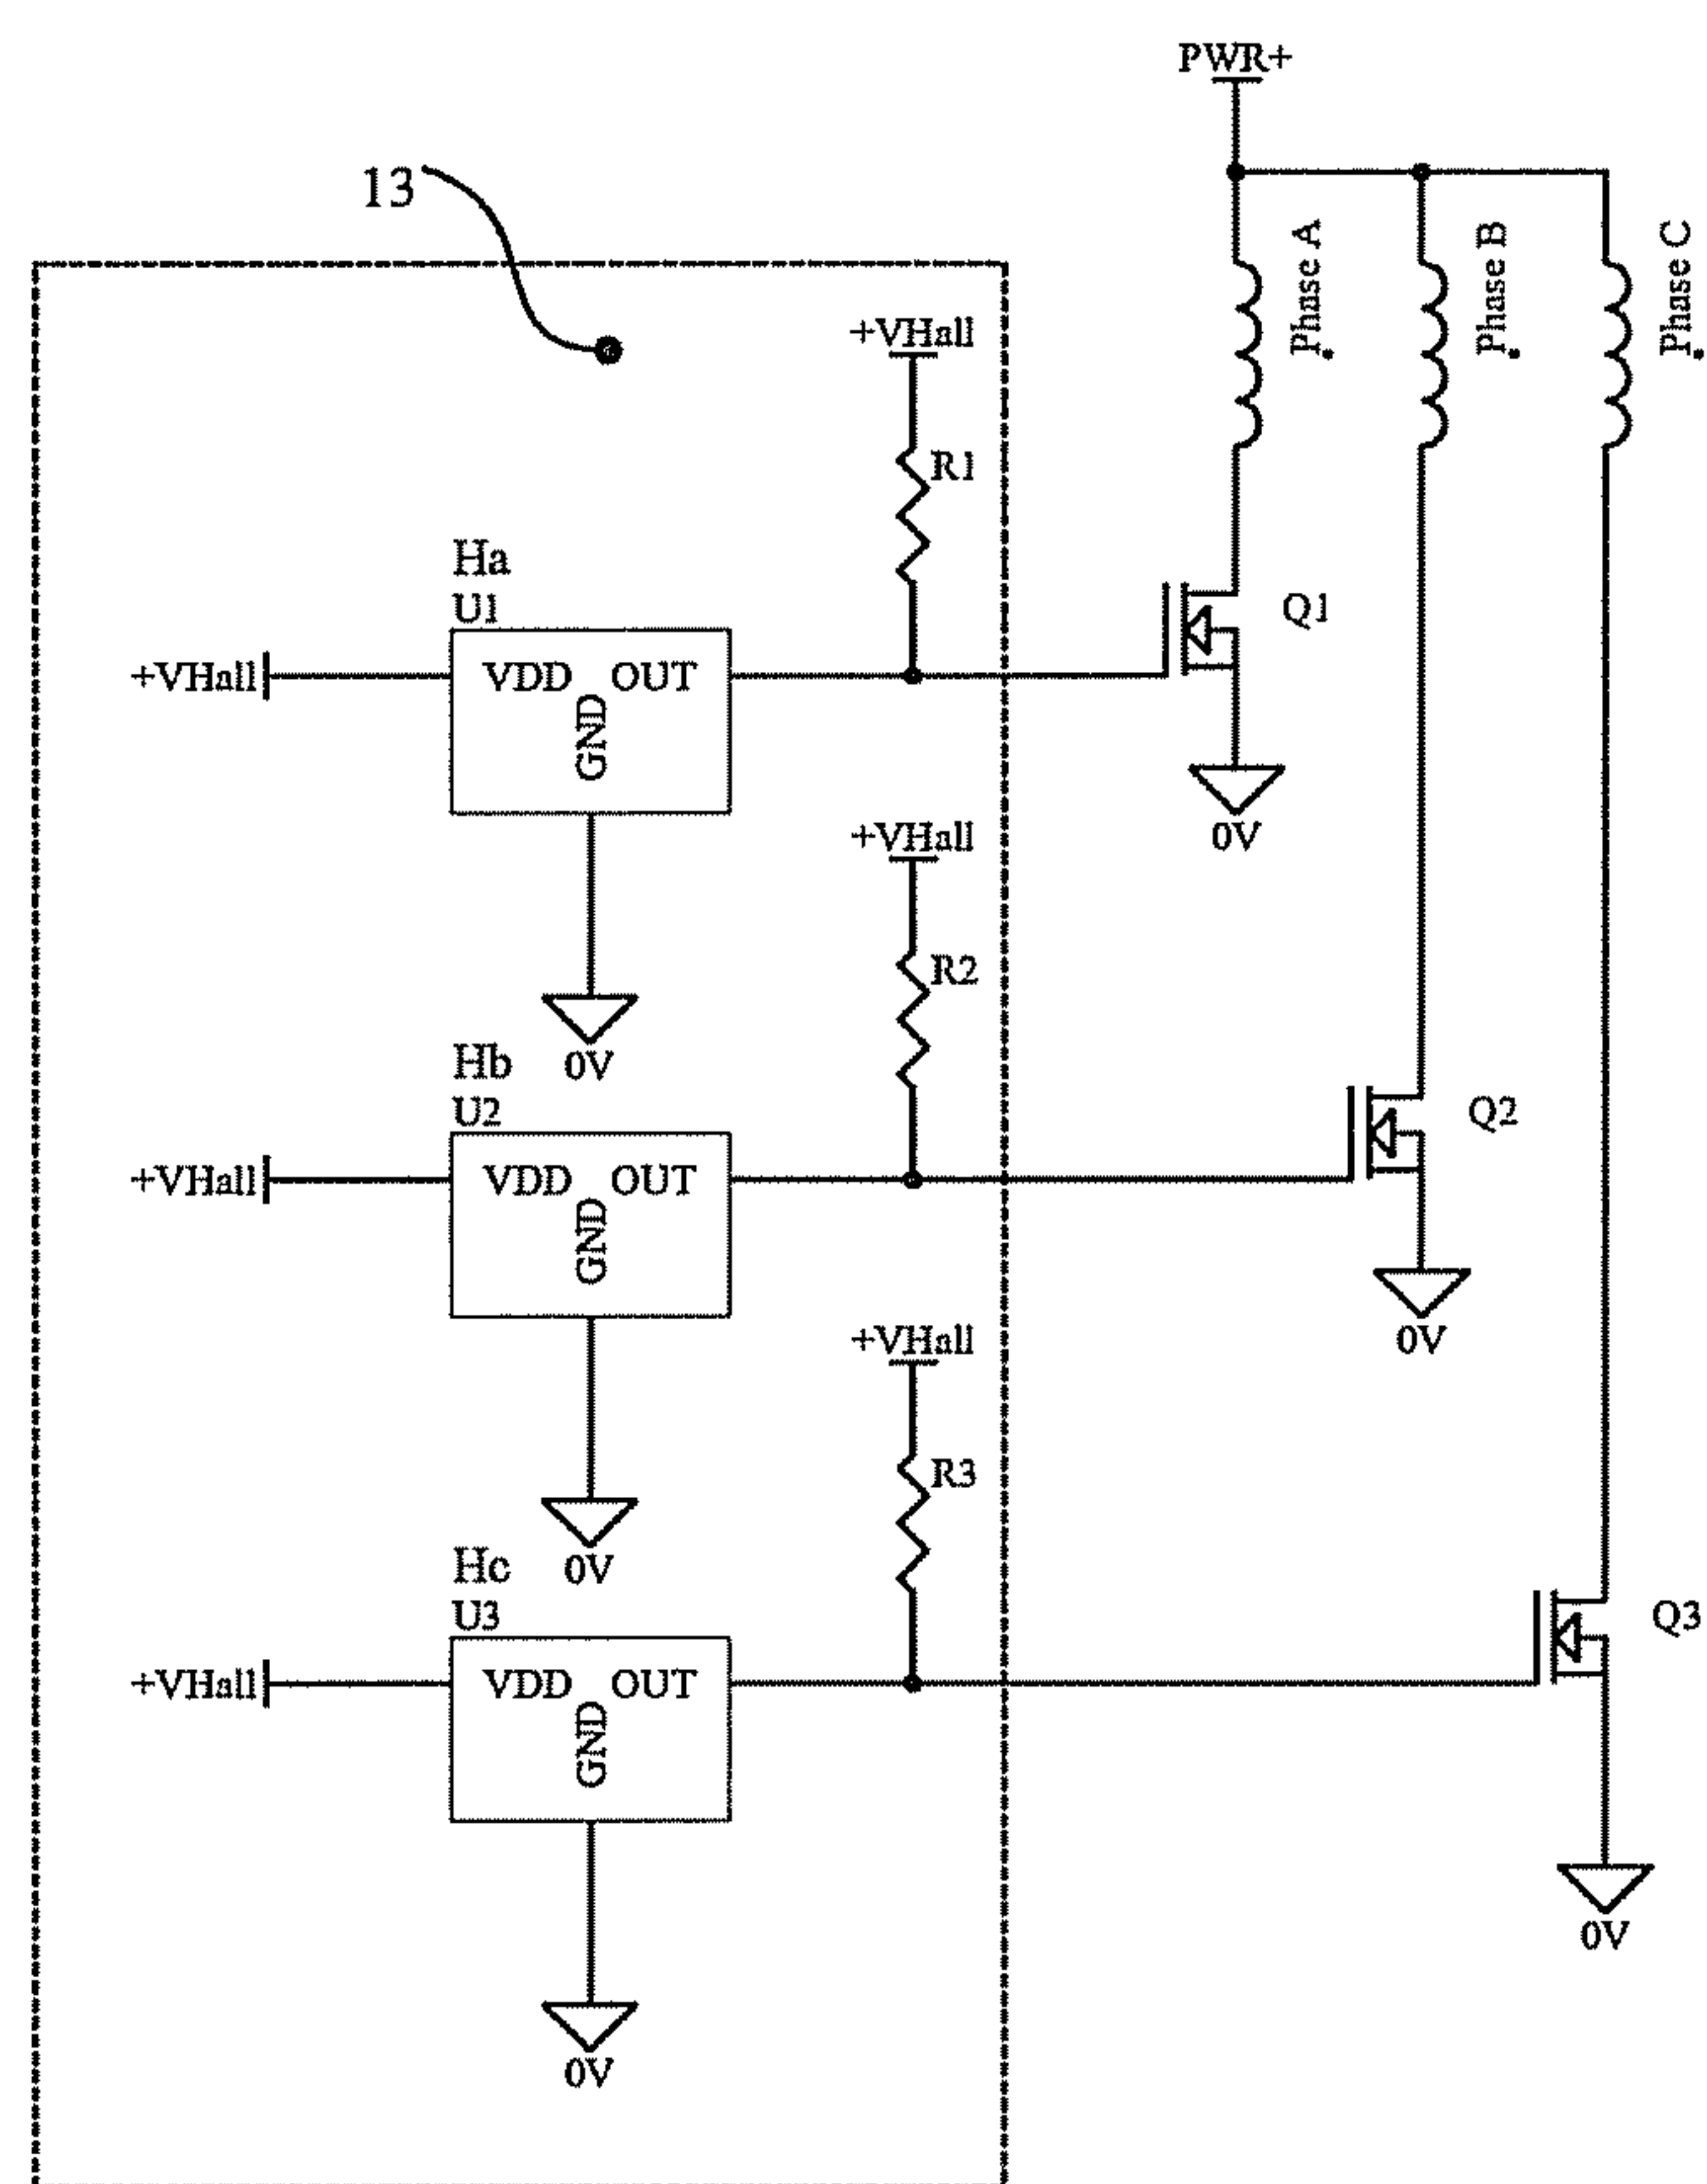 PWR+
13
Phase A
Phase B
Phase C
+VHall
R1
Ha
U1
Q1
+VHall
VDD
OUT
GND
0V
+VHall
R2
0V
Hb
U2
Q2
+VHall
VDD
OUT
GND
0V
+VHall
R3
0V
Hc
U3
Q3
+VHall
VDD
OUT
GND
0V
0V